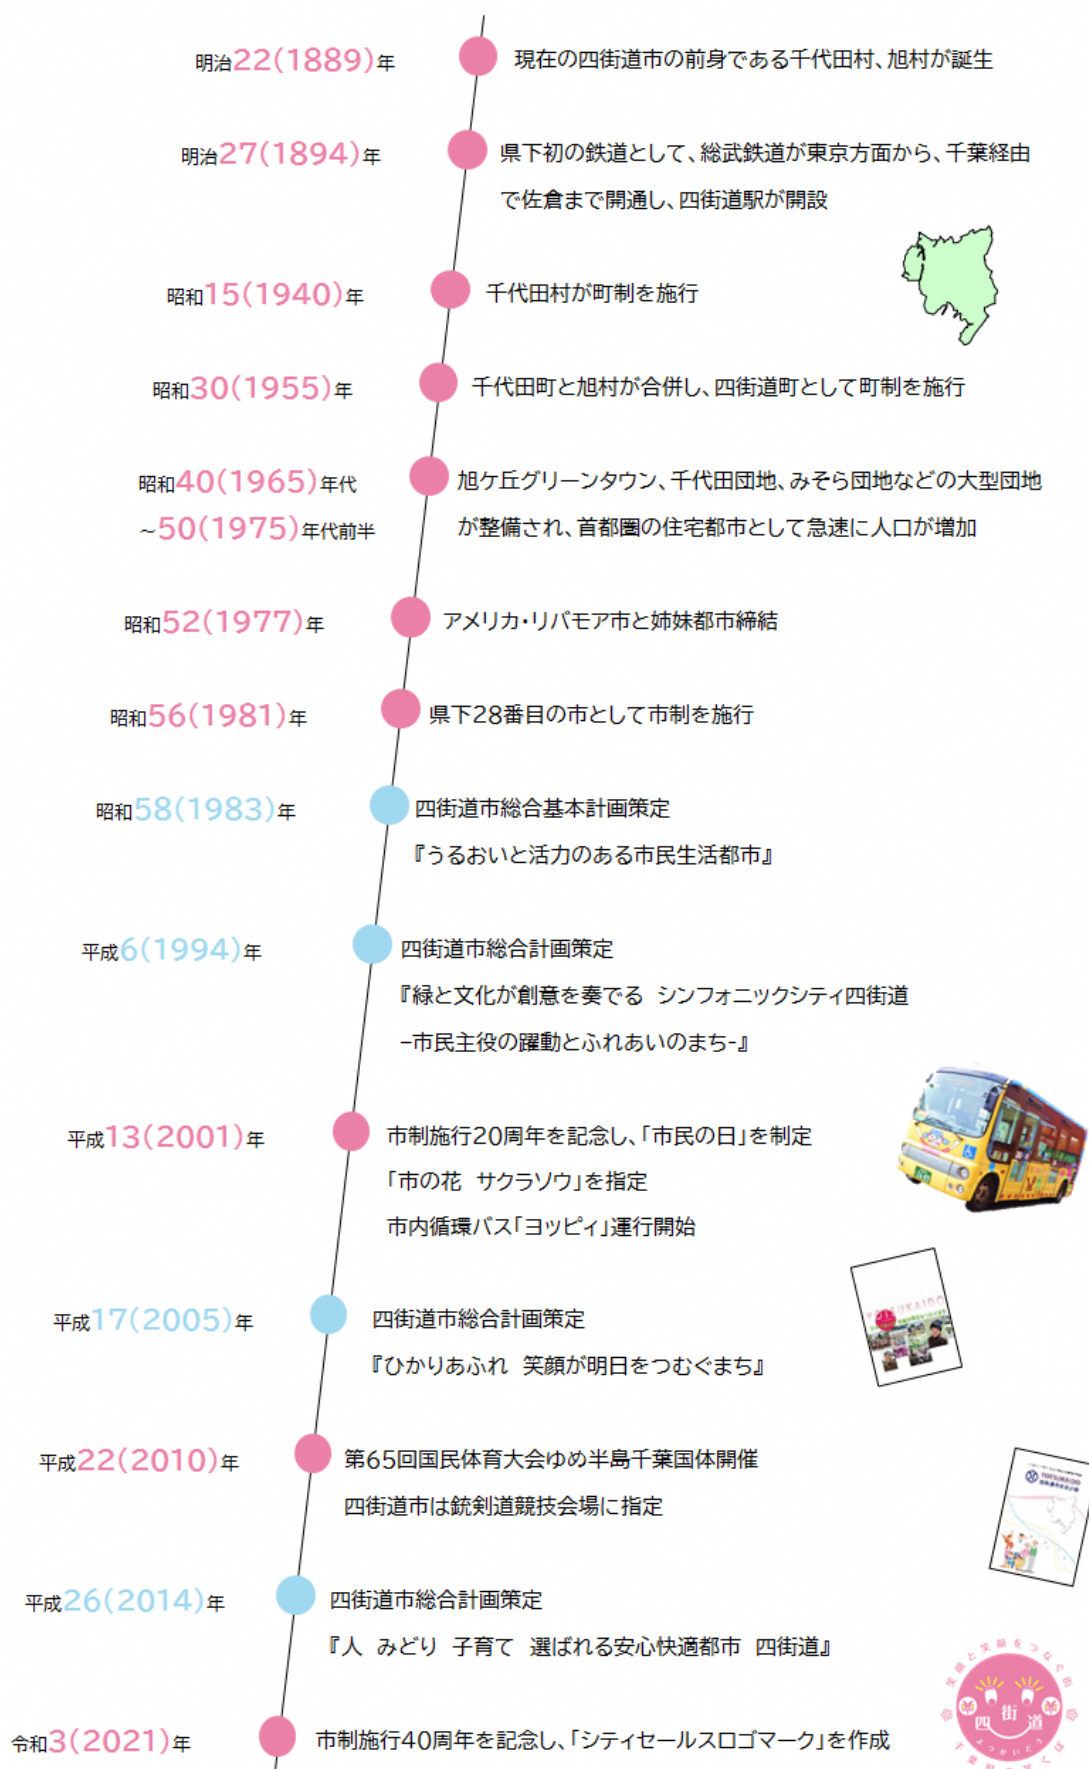 明治22(1889)年
現在の四街道市の前身である千代田村、旭村が誕生
明治27(1894)年
県下初の鉄道として、総武鉄道が東京方面から、千葉経由
で佐倉まで開通し、四街道駅が開設
昭和15(1940)年
千代田村が町制を施行
昭和30(1955)年
千代田町と旭村が合併し、四街道町として町制を施行
昭和40(1965)年代
～50(1975)年代前半
旭ケ丘グリーンタウン、千代田団地、みそら団地などの大型団地
が整備され、首都圏の住宅都市として急速に人口が増加
昭和52(1977)年
アメリカ・リバモア市と姉妹都市締結
昭和56(1981)年
県下28番目の市として市制を施行
昭和58(1983)年
四街道市総合基本計画策定
『うるおいと活力のある市民生活都市』
平成6(1994)年
四街道市総合計画策定
『緑と文化が創意を奏でる　シンフォニックシティ四街道
−市民主役の躍動とふれあいのまち-』
平成13(2001)年
市制施行20周年を記念し、「市民の日」を制定
「市の花　サクラソウ」を指定
市内循環バス「ヨッピィ」運行開始
平成17(2005)年
四街道市総合計画策定
『ひかりあふれ　笑顔が明日をつむぐまち』
YOTSUKAIDO
平成22(2010)年
第65回国民体育大会ゆめ半島千葉国体開催
四街道市は銃剣道競技会場に指定
YOTSUKAIDO
平成26(2014)年
四街道市総合計画策定
『人　みどり　子育て　選ばれる安心快適都市　四街道』
笑顔と笑顔をつなぐ街
四街道
よつかいどう
令和3(2021)年
市制施行40周年を記念し、「シティセールスロゴマーク」を作成